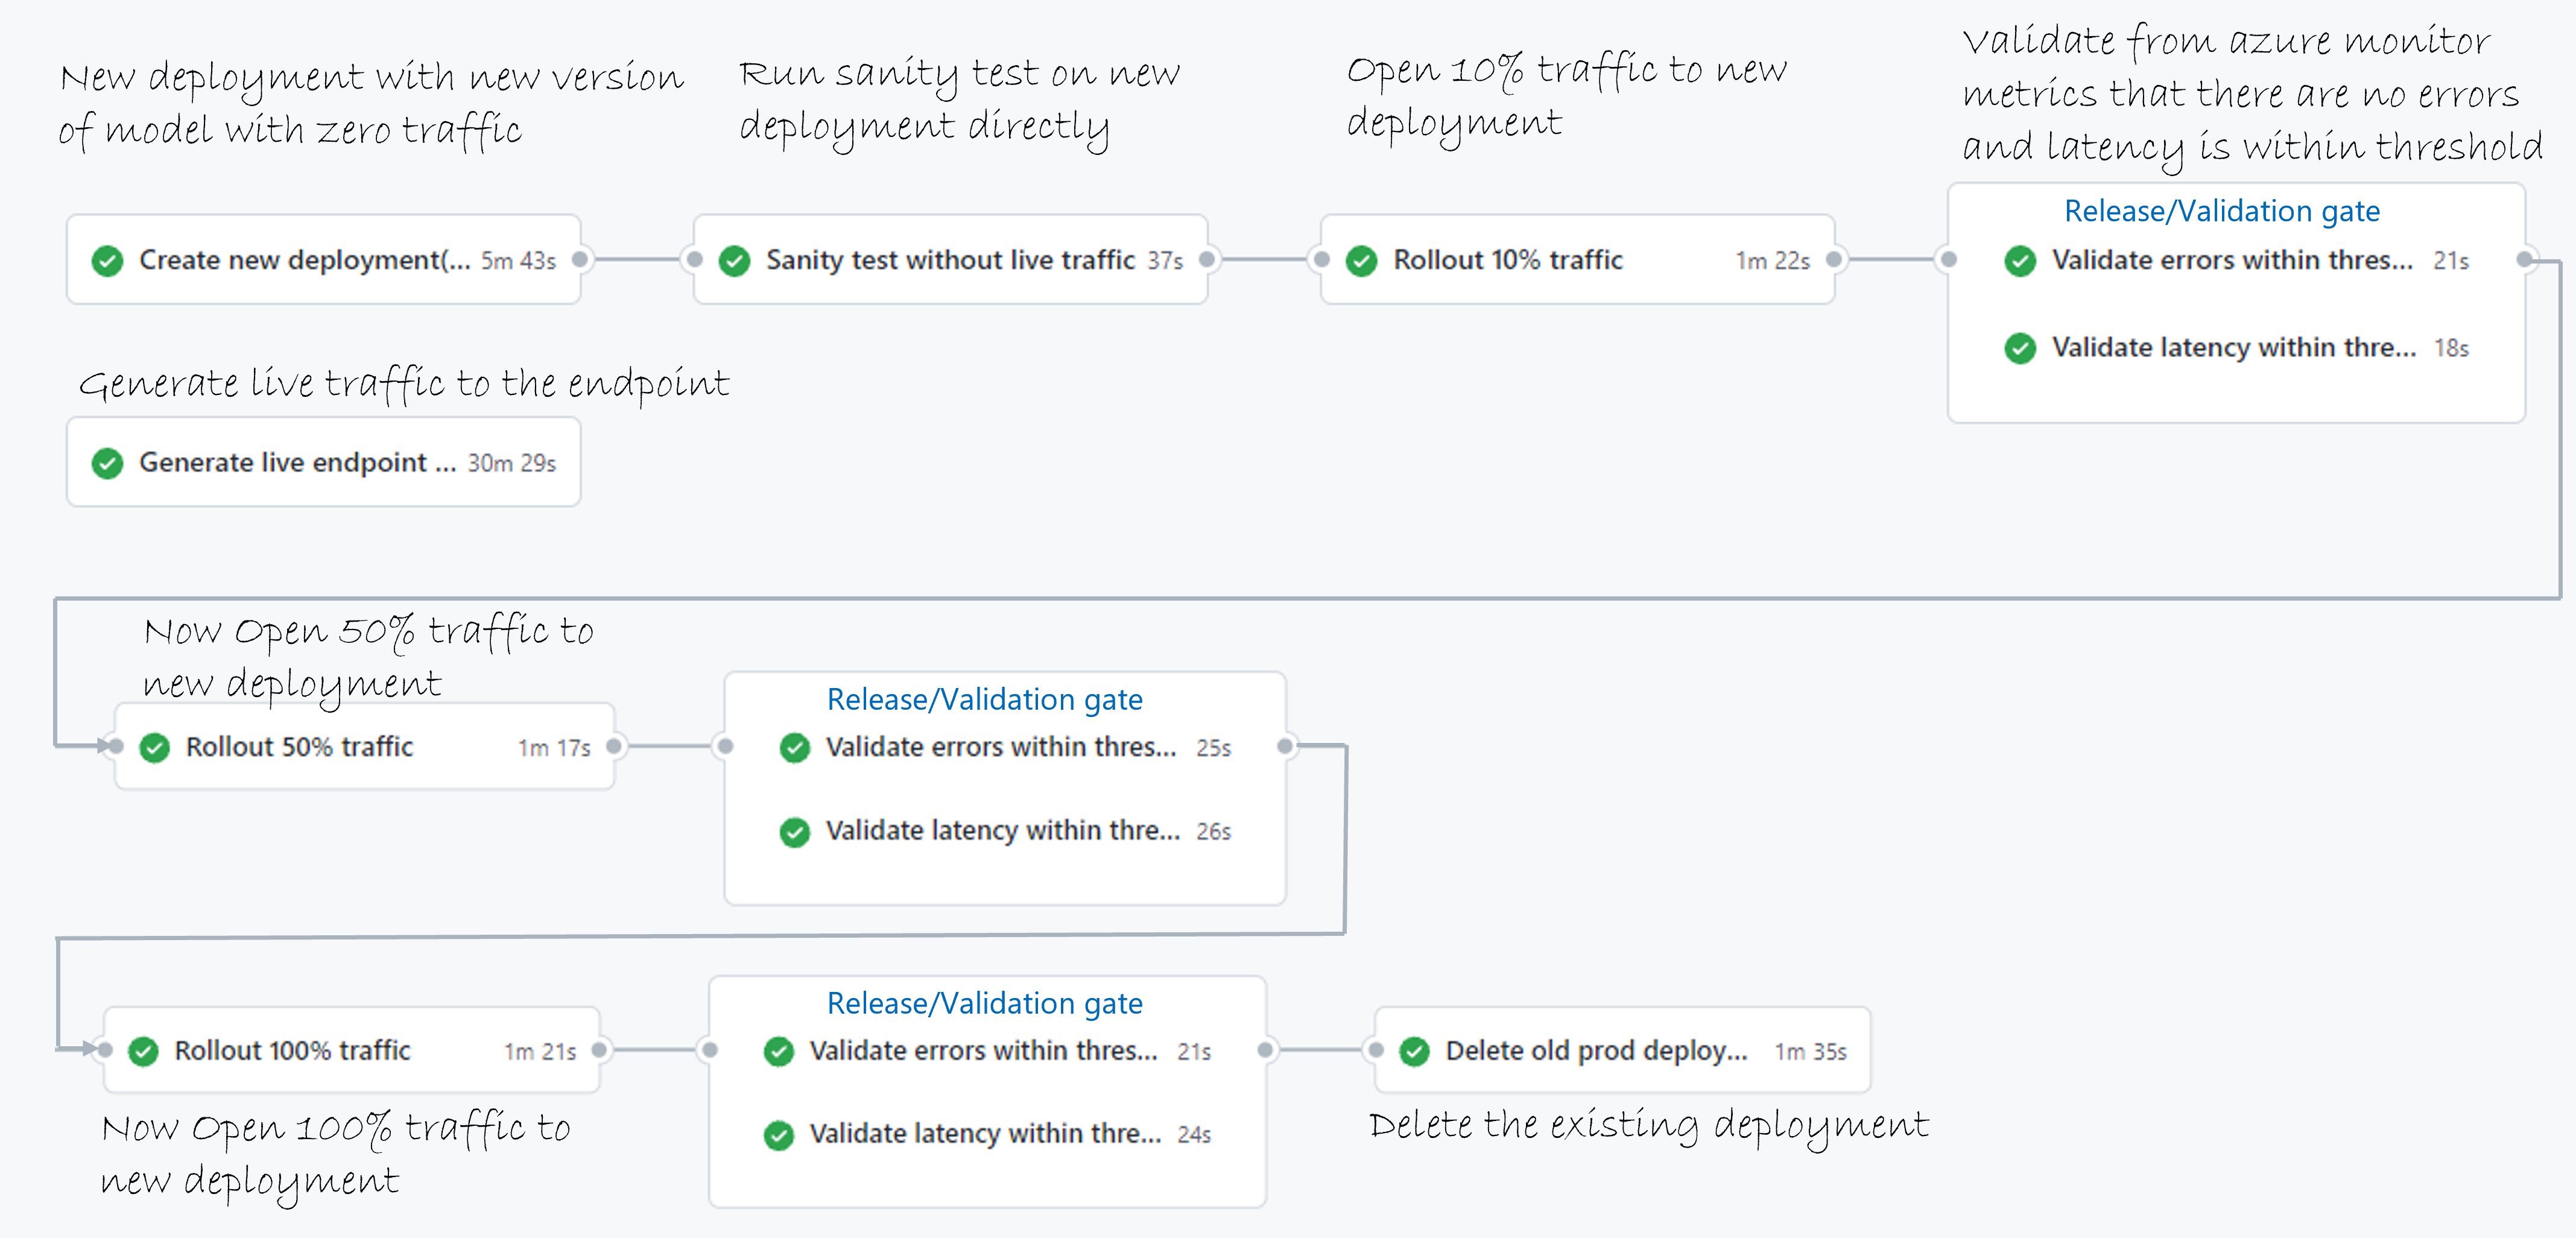 New deployment with new version
of model with zero traffic
Run sanity test on new
deployment directly
Open 10% traffic to new
deployment
Validate from azure monitor
metrics that there are no errors
and latency is within threshold
Create new deployment(... 5m 43s
Sanity test without live traffic 37s
Rollout 10% traffic 1m 22s
Release/Validation gate
Validate errors within thres... 21s
Validate latency within thre... 18s
Generate live traffic to the endpoint
Generate live endpoint ... 30m 29s
Now Open 50% traffic to
new deployment
Rollout 50% traffic 1m 17s
Release/Validation gate
Validate errors within thres... 25s
Validate latency within thre... 26s
Rollout 100% traffic 1m 21s
Now Open 100% traffic to
new deployment
Release/Validation gate
Validate errors within thres... 21s
Validate latency within thre... 24s
Delete old prod deploy... 1m 35s
Delete the existing deployment